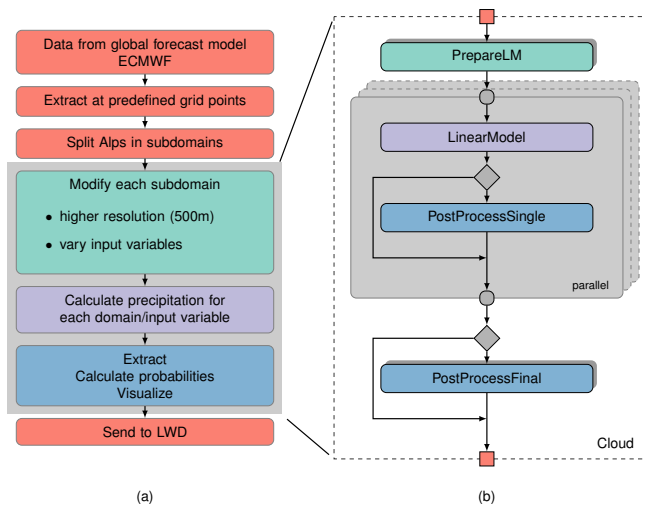 Data from global forecast model
ECMWF
Extract at predefined grid points
Split Alps in subdomains
Modify each subdomain
• higher resolution (500m)
• vary input variables
Calculate precipitation for
each domain/input variable
Extract
Calculate probabilities
Visualize
Send to LWD
(a)
PrepareLM
LinearModel
PostProcessSingle
parallel
PostProcessFinal
Cloud
(b)